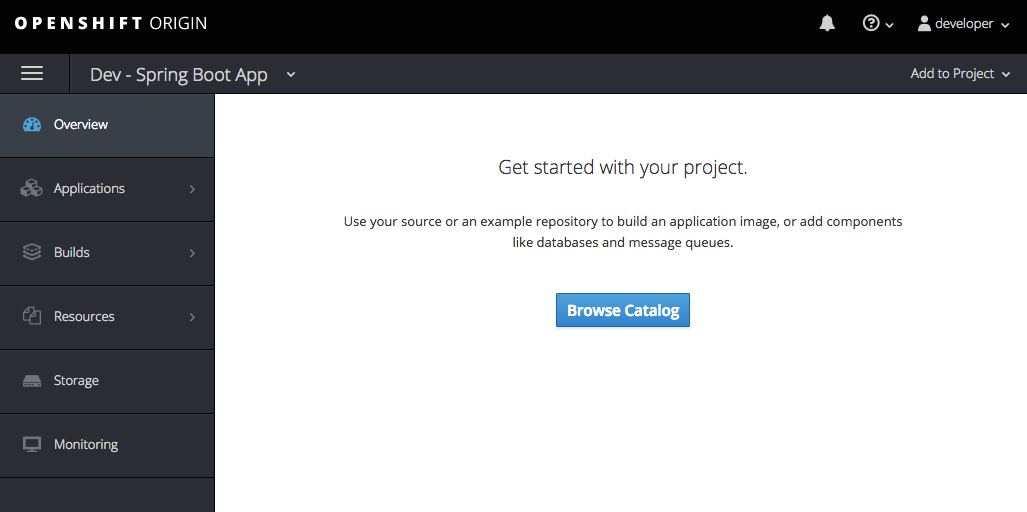 OPENSHIFT ORIGIN
developer
Dev - Spring Boot App
Add to Project
Overview
Applications
Builds
Resources
Storage
Monitoring
Get started with your project.
Use your source or an example repository to build an application image, or add components
like databases and message queues.
Browse Catalog